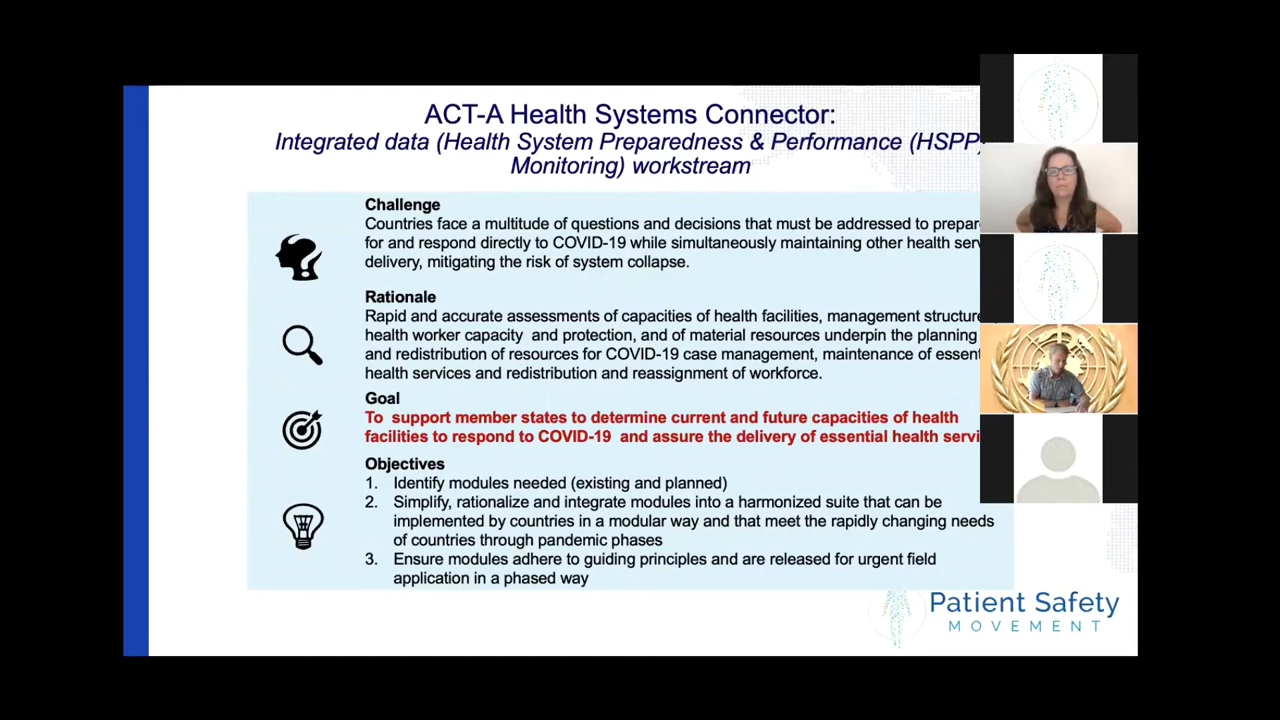 ACT-A Health Systems Connector:
Integrated data (Health System Preparedness & Performance (HSPP)
Monitoring) workstream
Challenge
Countries face a multitude of questions and decisions that must be addressed to
for and respond directly to COVID-19 while simultaneously maintaining other health
delivery, mitigating the risk of system collapse.
Rationale
Rapid and accurate assessments of capacities of health facilities, management
health worker capacity and protection, and of material resources underpin the planning
and redistribution of resources for COVID-19 case management, maintenance of
health services and redistribution and reassignment of workforce.
Goal
To support member states to determine current and future capacities of health
facilities to respond to COVID-19 and assure the delivery of essential health
Objectives
1. Identify modules needed (existing and planned)
2. Simplify, rationalize and integrate modules into a harmonized suite that can be
implemented by countries in a modular way and that meet the rapidly changing needs
of countries through pandemic phases
3. Ensure modules adhere to guiding principles and are released for urgent field
application in a phased way
Patient Safety
MOVEMENT